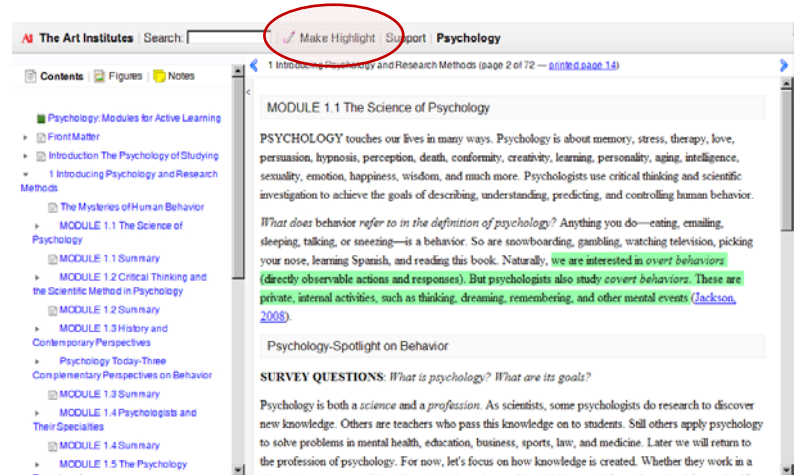 AI The Art Institutes | Search: | Make Highlight | Support | Psychology
Contents | Figures | Notes
Psychology: Modules for Active Learning
Front Matter
Introduction The Psychology of Studying
1 Introducing Psychology and Research
Methods
The Mysteries of Human Behavior
MODULE 1.1 The Science of
Psychology
MODULE 1.1 Summary
MODULE 1.2 Critical Thinking and
the Scientific Method in Psychology
MODULE 1.2 Summary
MODULE 1.3 History and
Contemporary Perspectives
Psychology Today-Three
Complementary Perspectives on Behavior
MODULE 1.3 Summary
MODULE 1.4 Psychologists and
Their Specialties
MODULE 1.4 Summary
MODULE 1.5 The Psychology
1 Introducing Psychology and Research Methods (page 2 of 72 — printed page 14)
MODULE 1.1 The Science of Psychology
PSYCHOLOGY touches our lives in many ways. Psychology is about memory, stress, therapy, love,
persuasion, hypnosis, perception, death, conformity, creativity, learning, personality, aging, intelligence,
sexuality, emotion, happiness, wisdom, and much more. Psychologists use critical thinking and scientific
investigation to achieve the goals of describing, understanding, predicting, and controlling human behavior.
What does behavior refer to in the definition of psychology? Anything you do—eating, emailing,
sleeping, talking, or sneezing—is a behavior. So are snowboarding, gambling, watching television, picking
your nose, learning Spanish, and reading this book. Naturally, we are interested in overt behaviors
(directly observable actions and responses). But psychologists also study covert behaviors. These are
private, internal activities, such as thinking, dreaming, remembering, and other mental events (Jackson,
2008).
Psychology-Spotlight on Behavior
SURVEY QUESTIONS: What is psychology? What are its goals?
Psychology is both a science and a profession. As scientists, some psychologists do research to discover
new knowledge. Others are teachers who pass this knowledge on to students. Still others apply psychology
to solve problems in mental health, education, business, sports, law, and medicine. Later we will return to
the profession of psychology. For now, let's focus on how knowledge is created. Whether they work in a